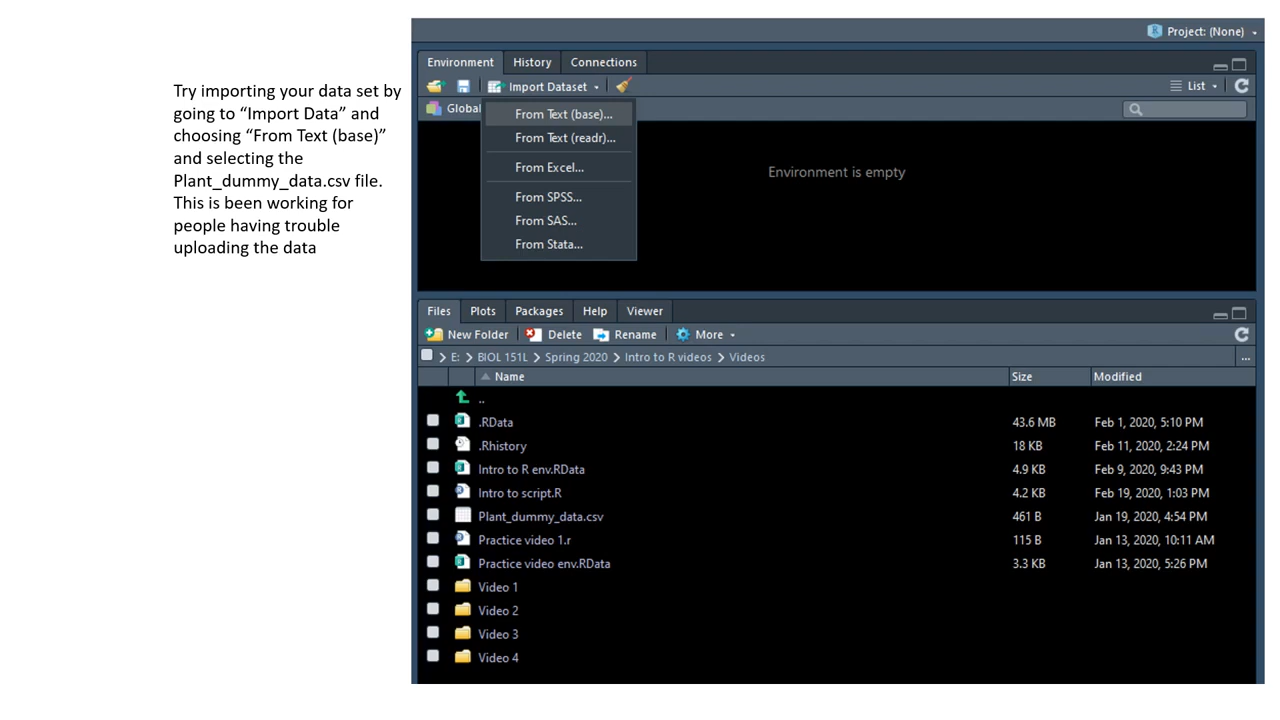 Try importing your data set by
going to “Import Data” and
choosing “From Text (base)”
and selecting the
Plant_dummy_data.csv file.
This is been working for
people having trouble
uploading the data
Project: (None)
Environment History Connections
Import Dataset
List
Global
From Text (base)...
From Text (readr)...
From Excel...
From SPSS...
From SAS...
From Stata...
Environment is empty
Files Plots Packages Help Viewer
New Folder Delete Rename More
E: > BIOL 151L > Spring 2020 > Intro to R videos > Videos ...
Name Size Modified
..
.RData 43.6 MB Feb 1, 2020, 5:10 PM
.Rhistory 18 KB Feb 11, 2020, 2:24 PM
Intro to R env.RData 4.9 KB Feb 9, 2020, 9:43 PM
Intro to script.R 4.2 KB Feb 19, 2020, 1:03 PM
Plant_dummy_data.csv 461 B Jan 19, 2020, 4:54 PM
Practice video 1.r 115 B Jan 13, 2020, 10:11 AM
Practice video env.RData 3.3 KB Jan 13, 2020, 5:26 PM
Video 1
Video 2
Video 3
Video 4